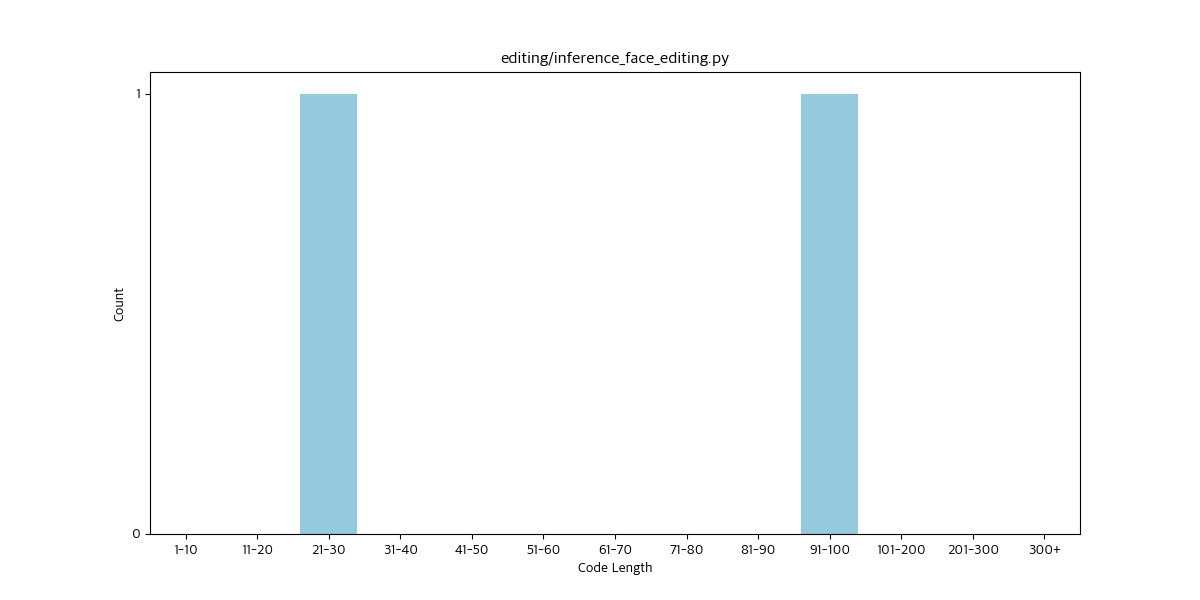 editing/inference_face_editing.py
1
Count
0
1-10 11-20 21-30 31-40 41-50 51-60 61-70 71-80 81-90 91-100 101-200 201-300 300+
Code Length